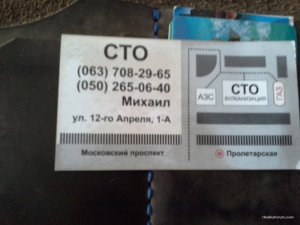 СТО
(063) 708-29-65
(050) 265-06-40
Михаил
ул. 12-го Апреля, 1-А
Московский проспект
СТО
ВУЛКАНИЗАЦИЯ
АЗС
ГАЗ
М Пролетарская